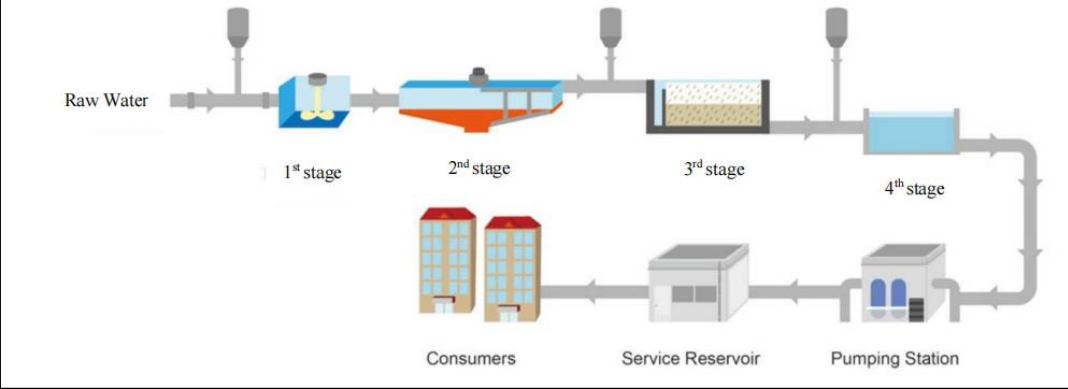 Raw Water
1st stage
2nd stage
3rd stage
4th stage
Consumers
Service Reservoir
Pumping Station